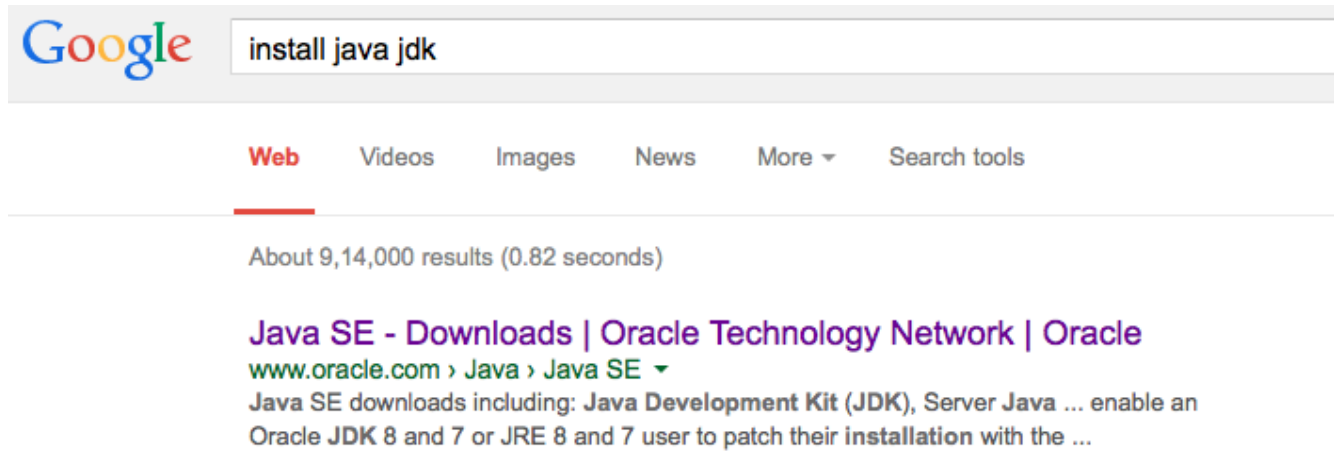 Google install java jdk
Web Videos Images News More Search tools
About 9,14,000 results (0.82 seconds)
Java SE - Downloads | Oracle Technology Network | Oracle
www.oracle.com › Java › Java SE
Java SE downloads including: Java Development Kit (JDK), Server Java ... enable an
Oracle JDK 8 and 7 or JRE 8 and 7 user to patch their installation with the ...